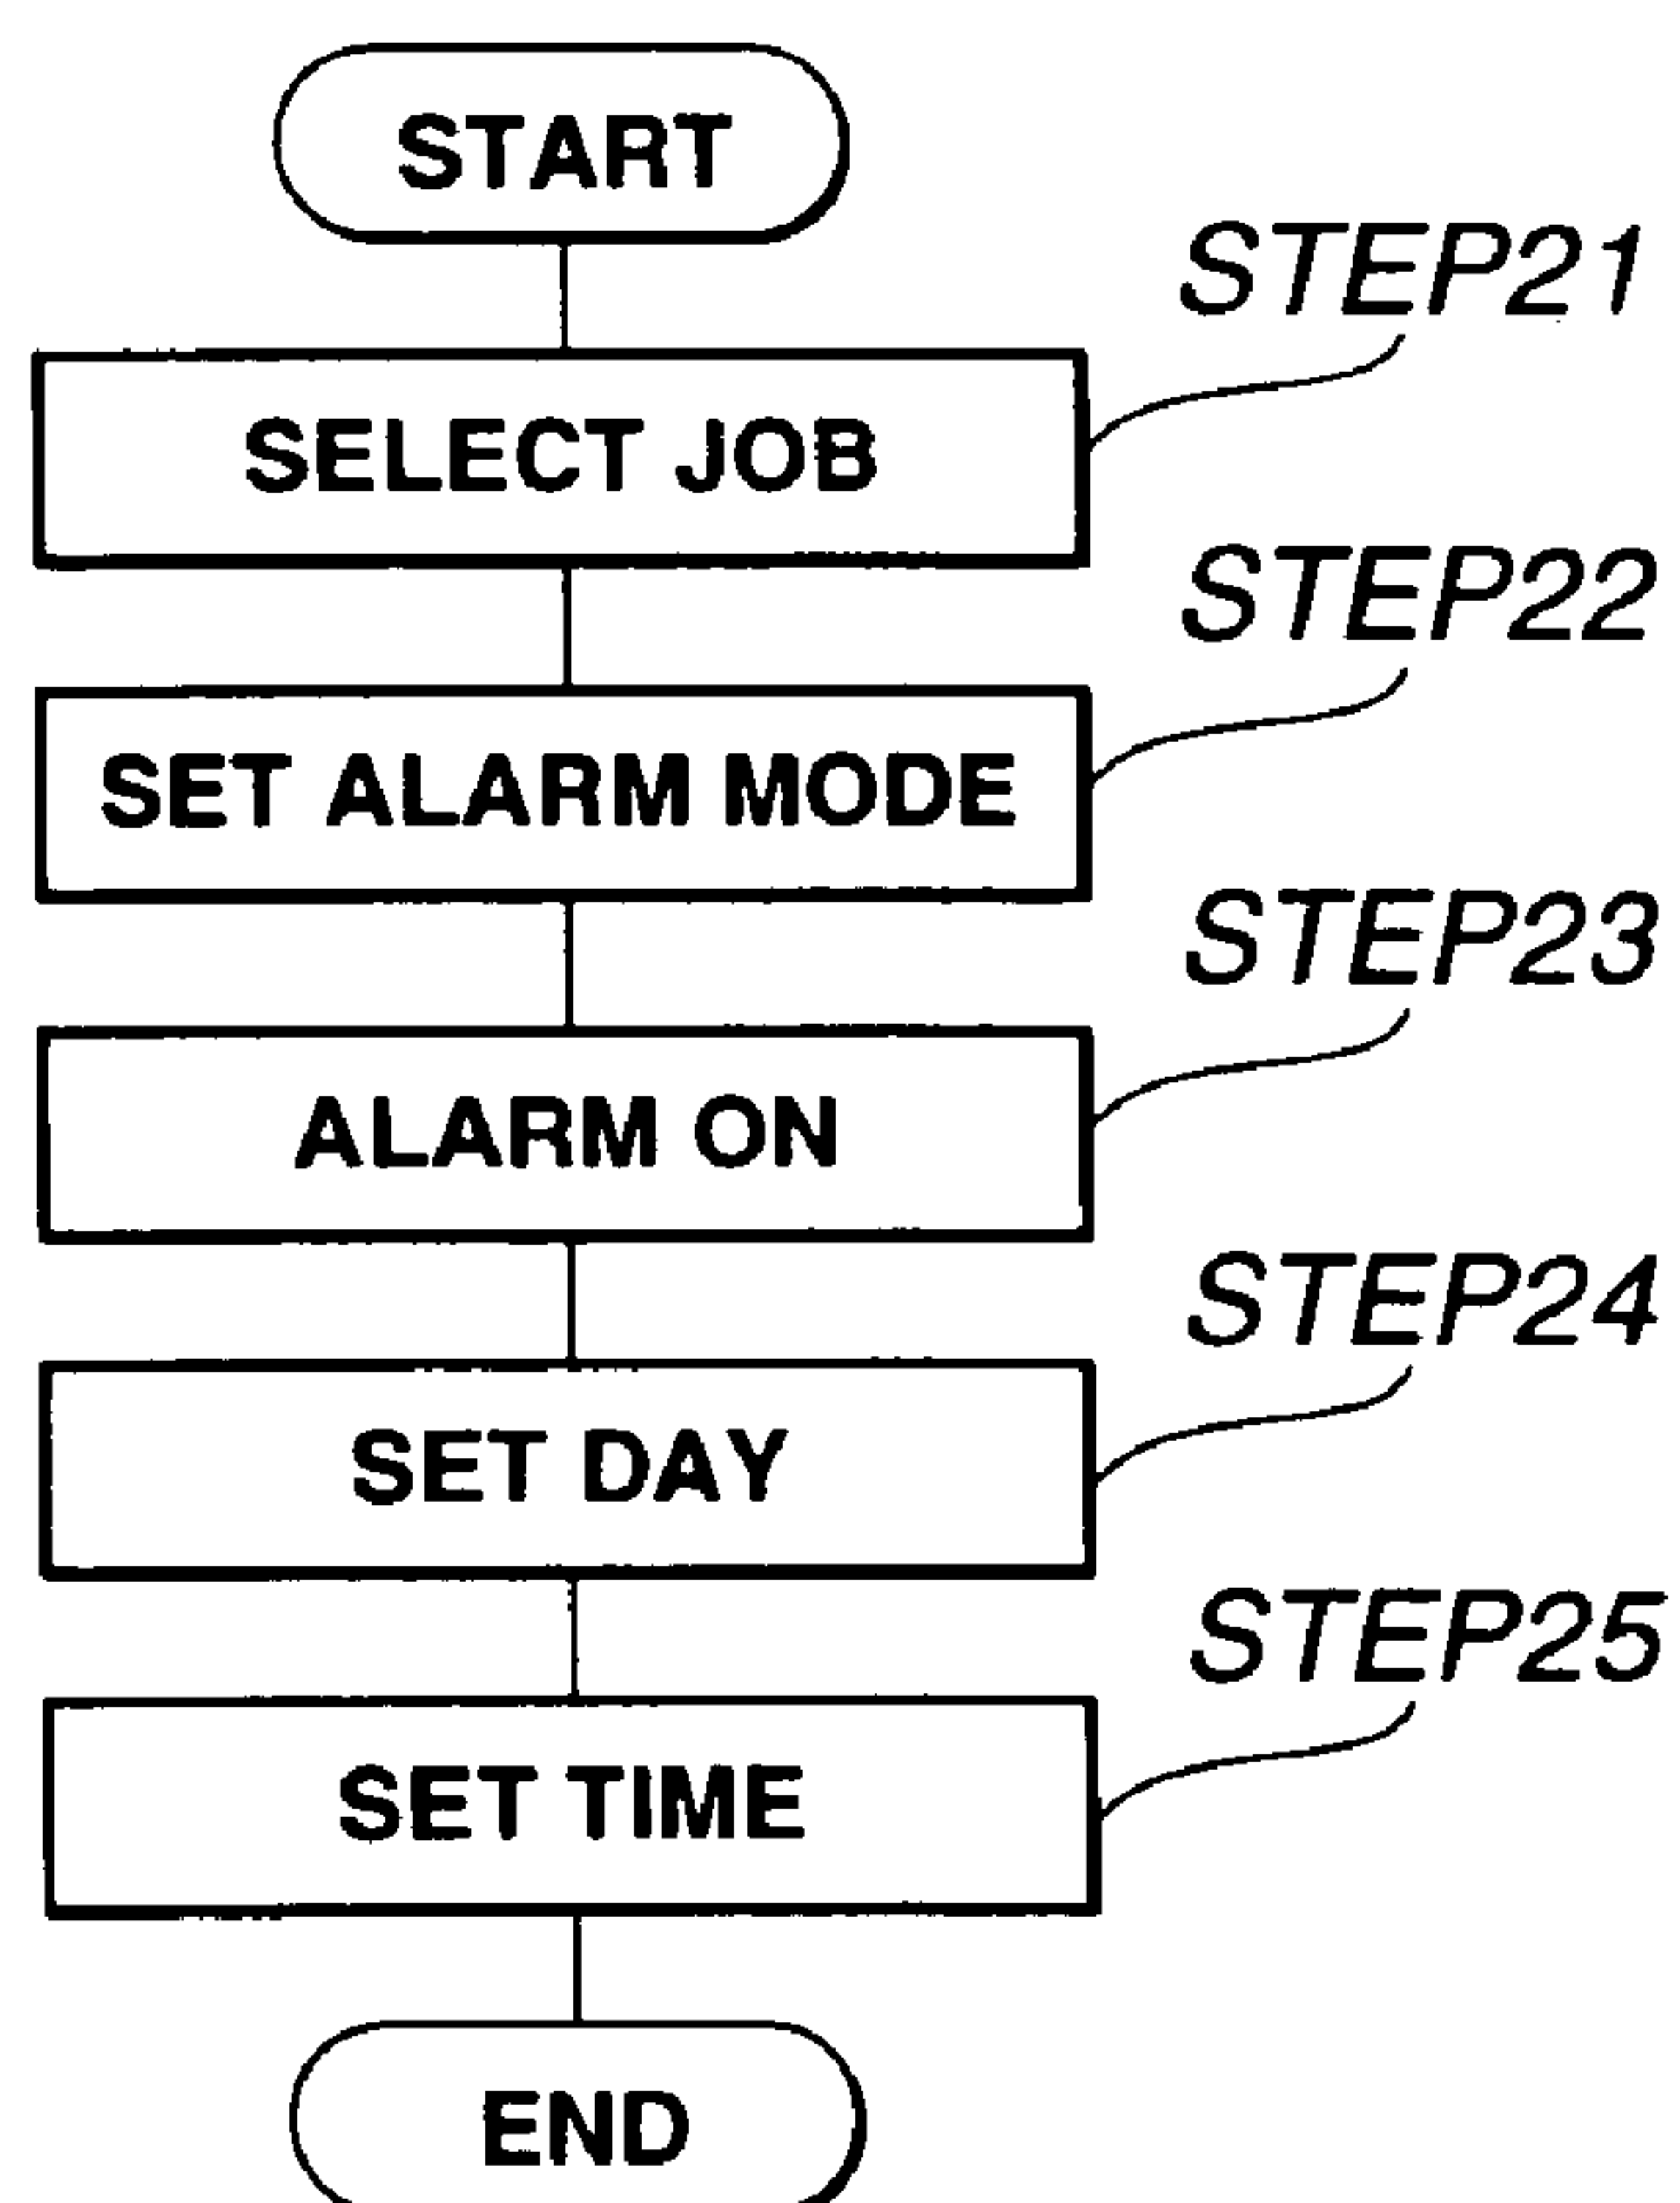 START
STEP21
SELECT JOB
STEP22
SET ALARM MODE
STEP23
ALARM ON
STEP24
SET DAY
STEP25
SET TIME
END